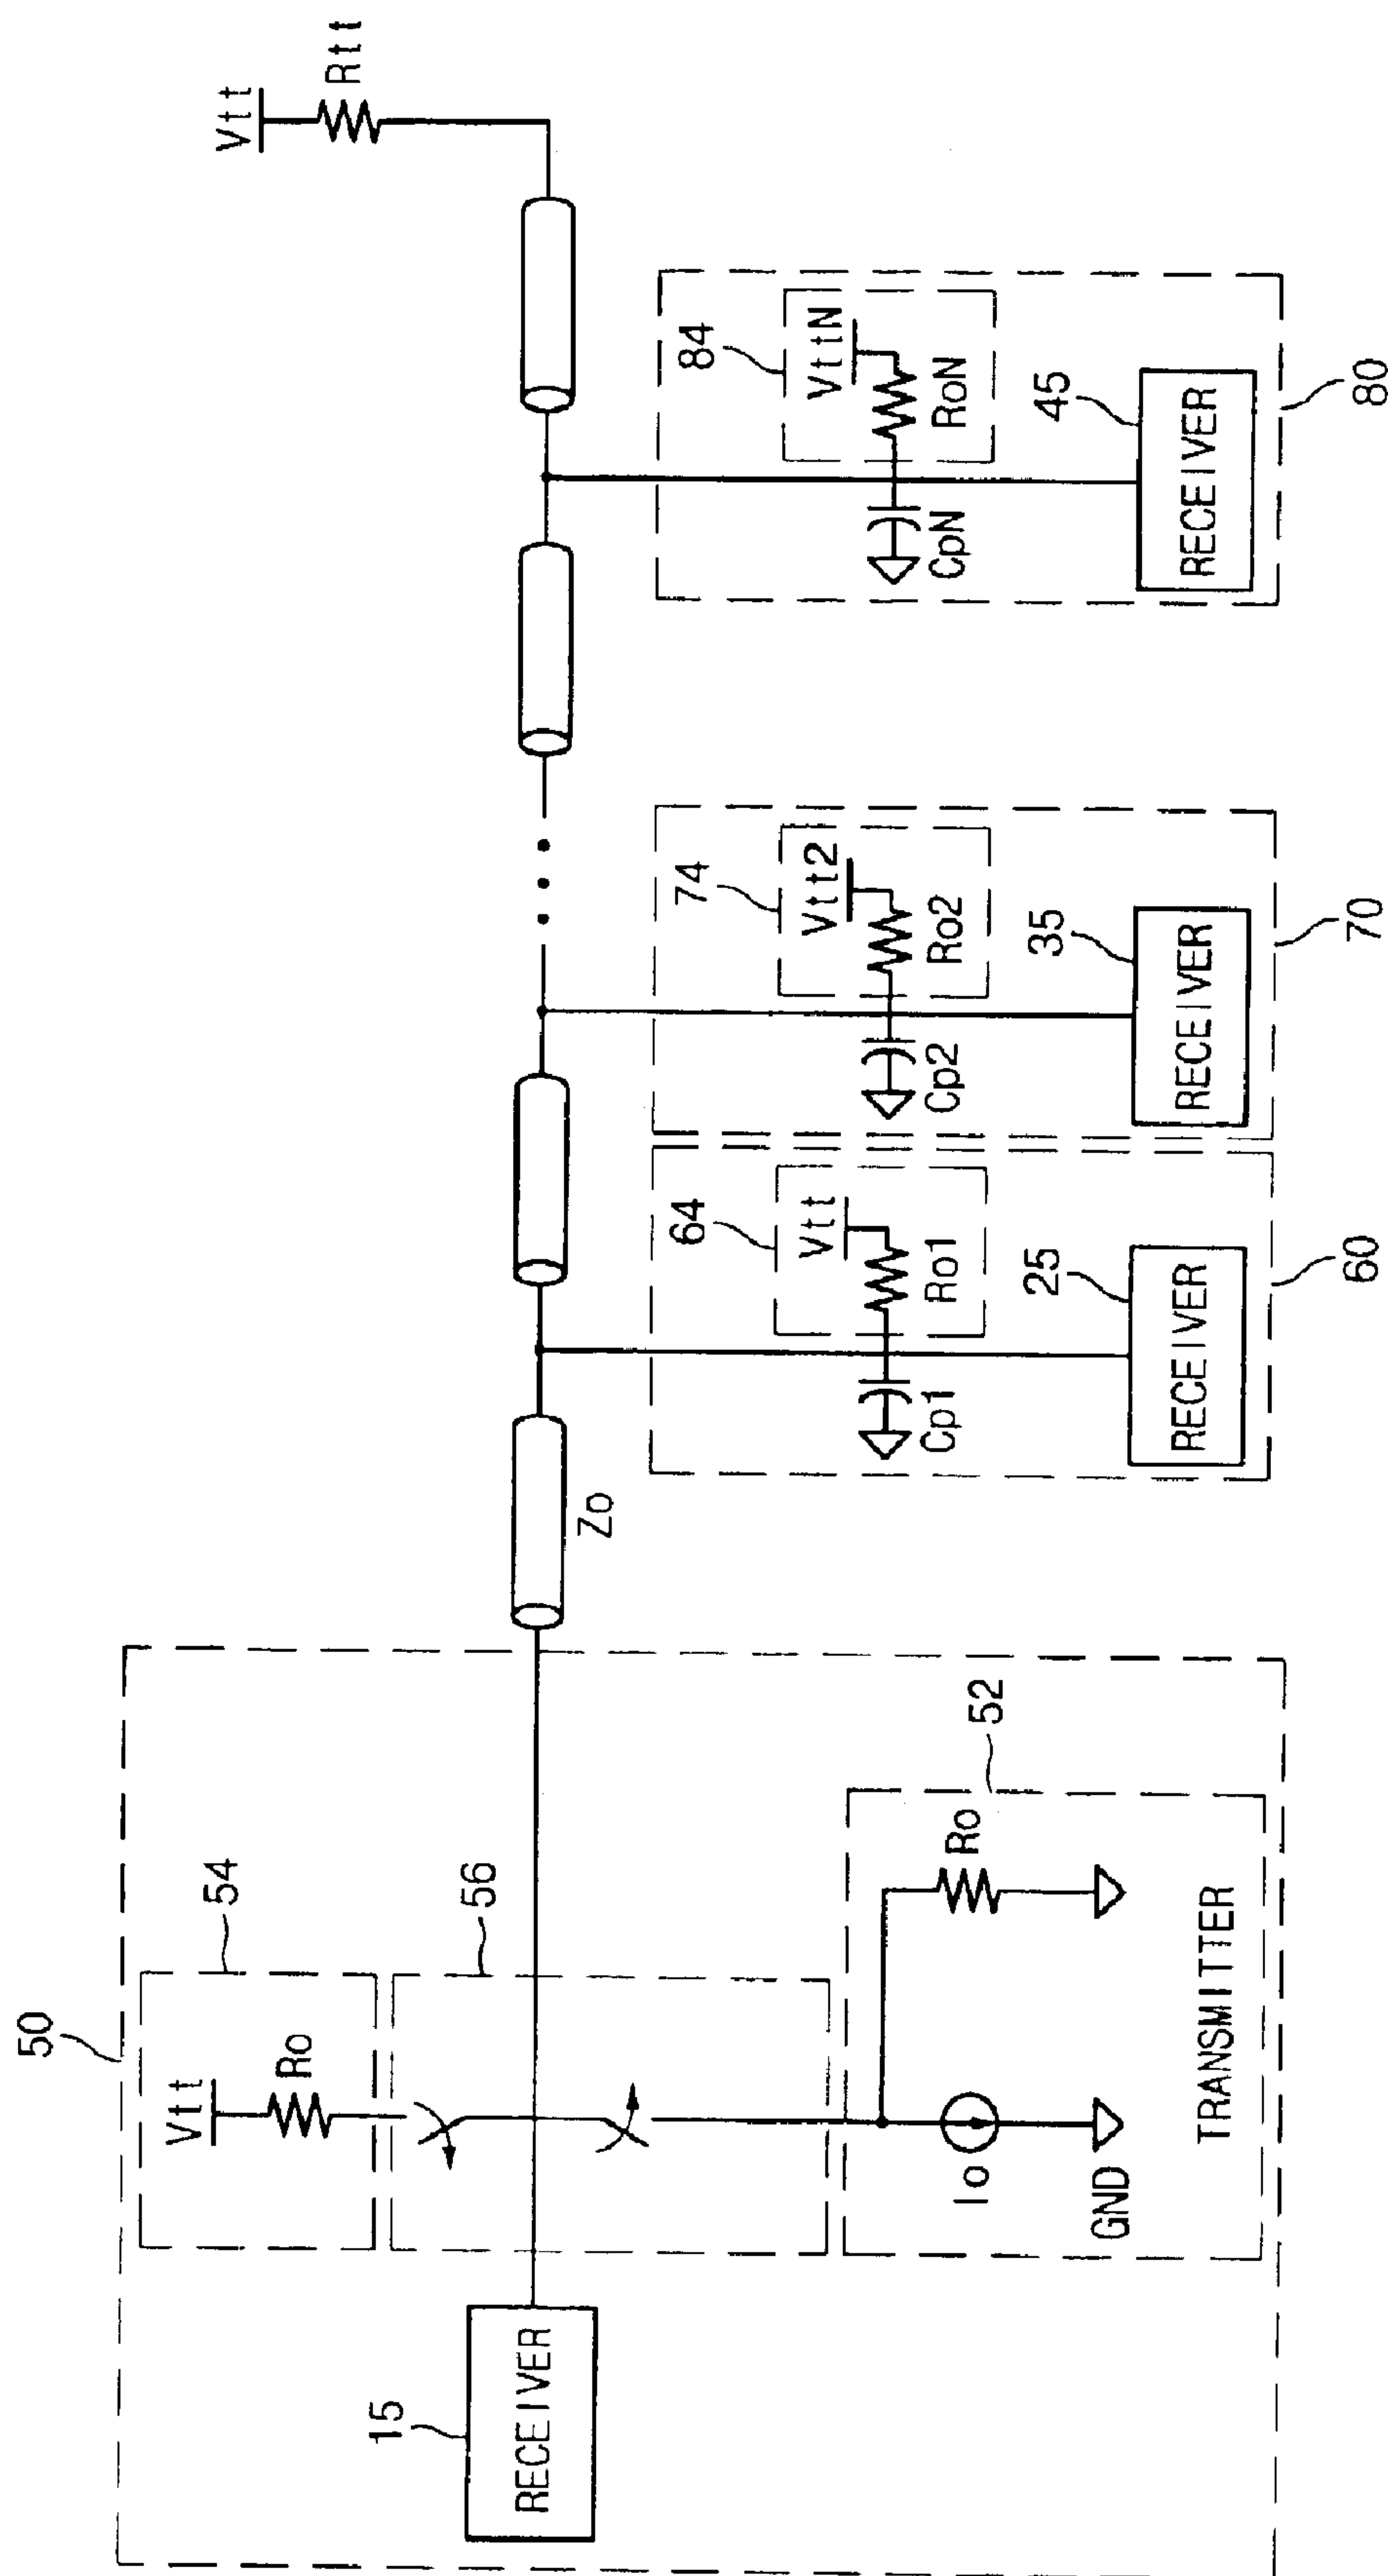 50
54
Vtt
Ro
56
15
RECEIVER
Io
GND
Ro
52
TRANSMITTER
Zo
64
Vtt
Ro1
Cp1
25
RECEIVER
60
74
Vtt2
Ro2
Cp2
35
RECEIVER
70
84
VttN
RoN
CpN
45
RECEIVER
80
Vtt
Rtt